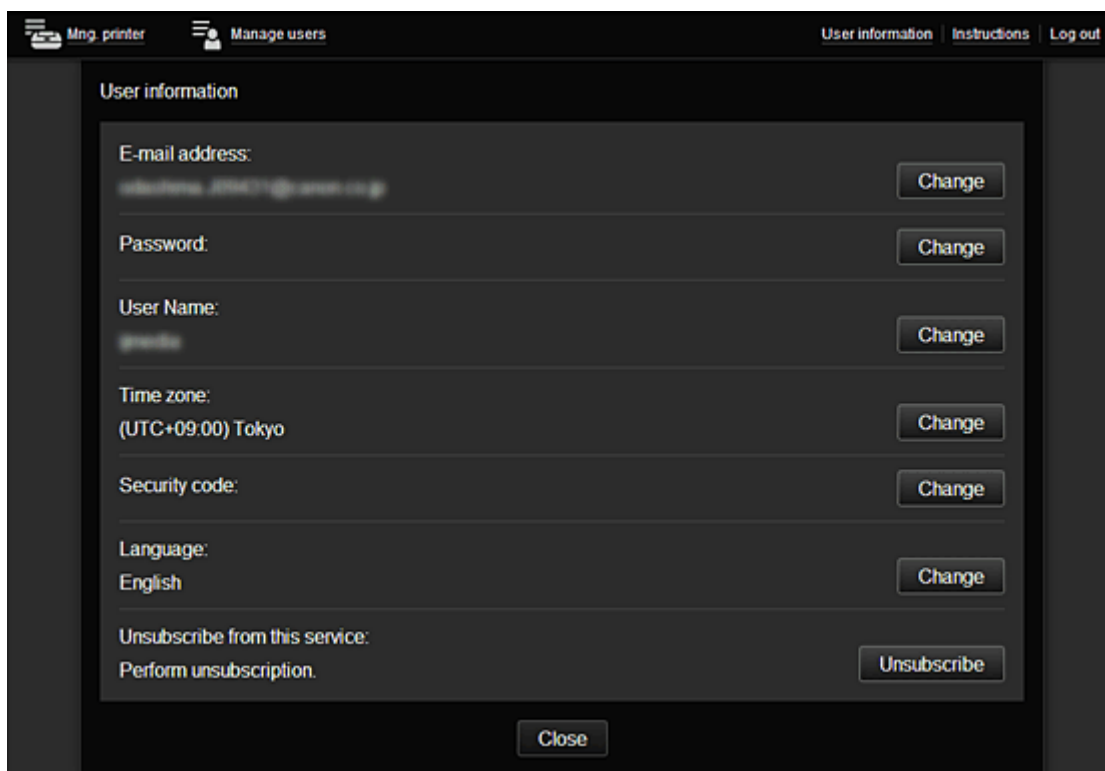 Mng. printer Manage users User information Instructions Log out
User information
E-mail address:
Change
Password:
Change
User Name:
Change
Time zone:
(UTC+09:00) Tokyo
Change
Security code:
Change
Language:
English
Change
Unsubscribe from this service:
Perform unsubscription.
Unsubscribe
Close